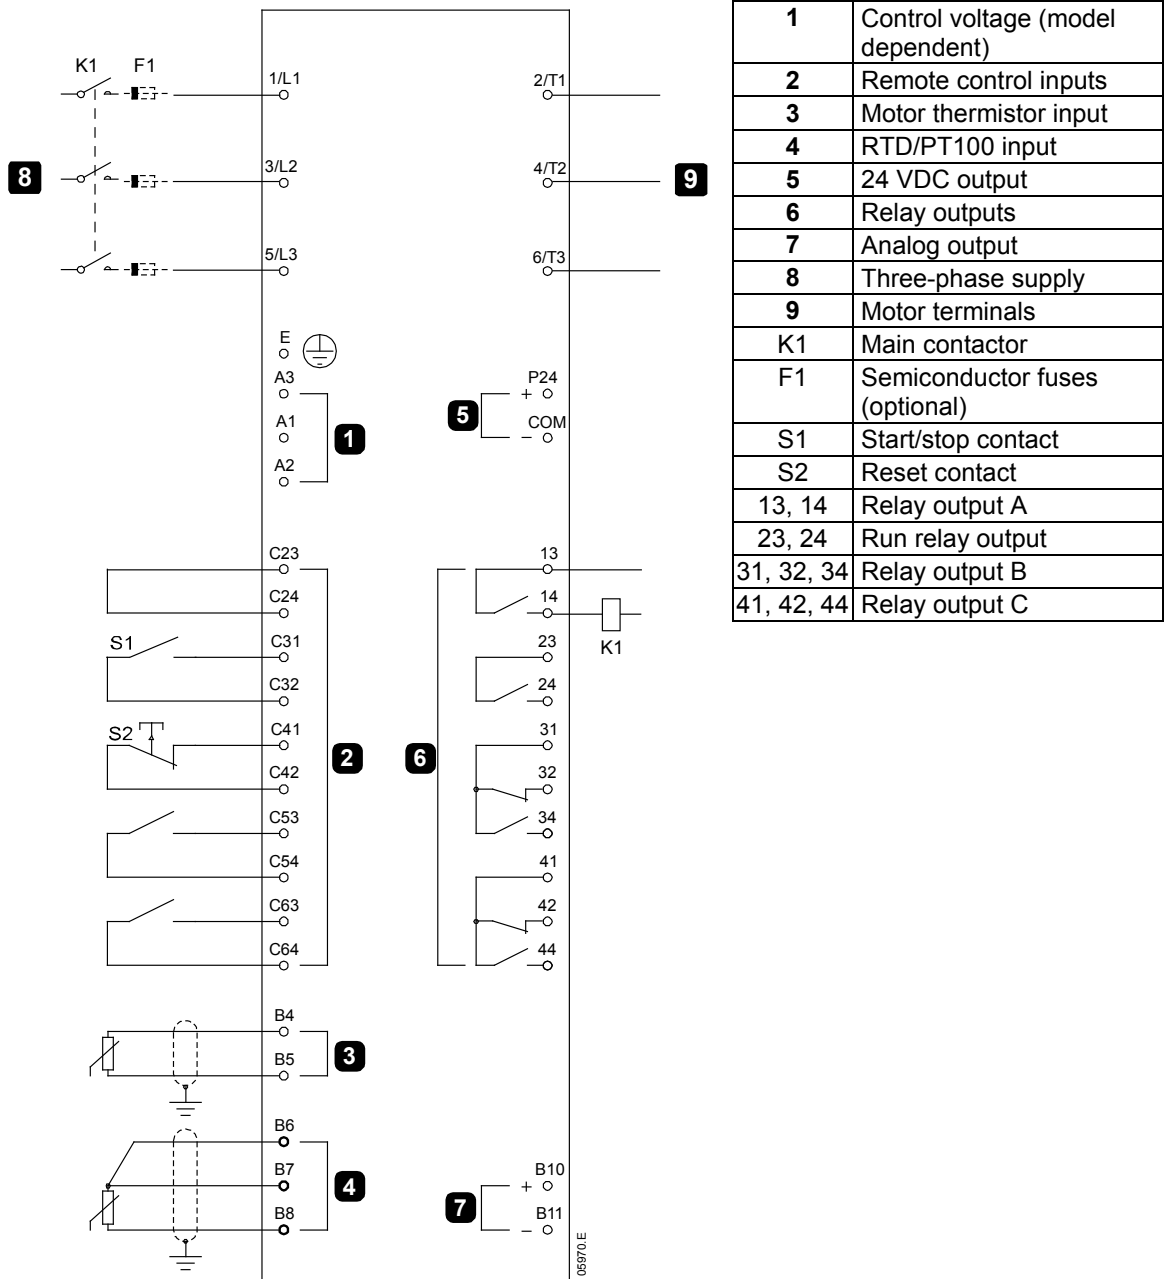 K1 F1
1/L1 2/T1
3/L2 4/T2
8 9
5/L3 6/T3
E
A3 P24
+
5
A1 COM
1 −
A2
C23 13
C24 14
S1 C31 23 K1
C32 24
S2 C41 31
2 6
C42 32
C53 34
C54 41
C63 42
C64 44
B4
3
B5
B6
B7 B10
4 +
7
B8 B11
−
05970.E
1 Control voltage (model
dependent)
2 Remote control inputs
3 Motor thermistor input
4 RTD/PT100 input
5 24 VDC output
6 Relay outputs
7 Analog output
8 Three-phase supply
9 Motor terminals
K1 Main contactor
F1 Semiconductor fuses
(optional)
S1 Start/stop contact
S2 Reset contact
13, 14 Relay output A
23, 24 Run relay output
31, 32, 34 Relay output B
41, 42, 44 Relay output C